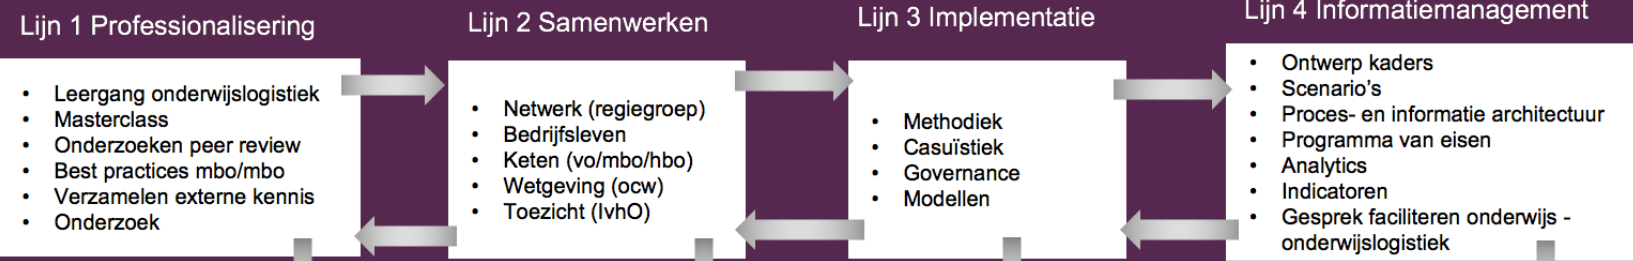 Lijn 1 Professionalisering
• Leergang onderwijslogistiek
• Masterclass
• Onderzoeken peer review
• Best practices mbo/mbo
• Verzamelen externe kennis
• Onderzoek
Lijn 2 Samenwerken
• Netwerk (regiegroep)
• Bedrijfsleven
• Keten (vo/mbo/hbo)
• Wetgeving (ocw)
• Toezicht (IvhO)
Lijn 3 Implementatie
• Methodiek
• Casuïstiek
• Governance
• Modellen
Lijn 4 Informatiemanagement
• Ontwerp kaders
• Scenario's
• Proces- en informatie architectuur
• Programma van eisen
• Analytics
• Indicatoren
• Gesprek faciliteren onderwijs -
onderwijslogistiek